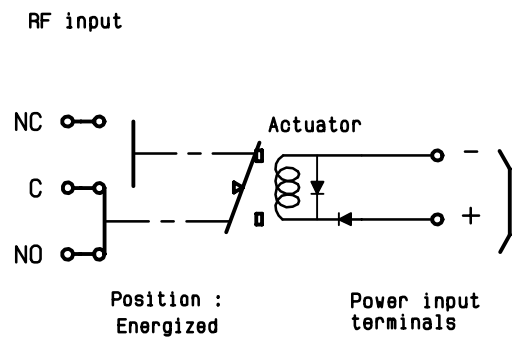 RF input
NC
Actuator
-
C
+
NO
Position :
Energized
Power input
terminals